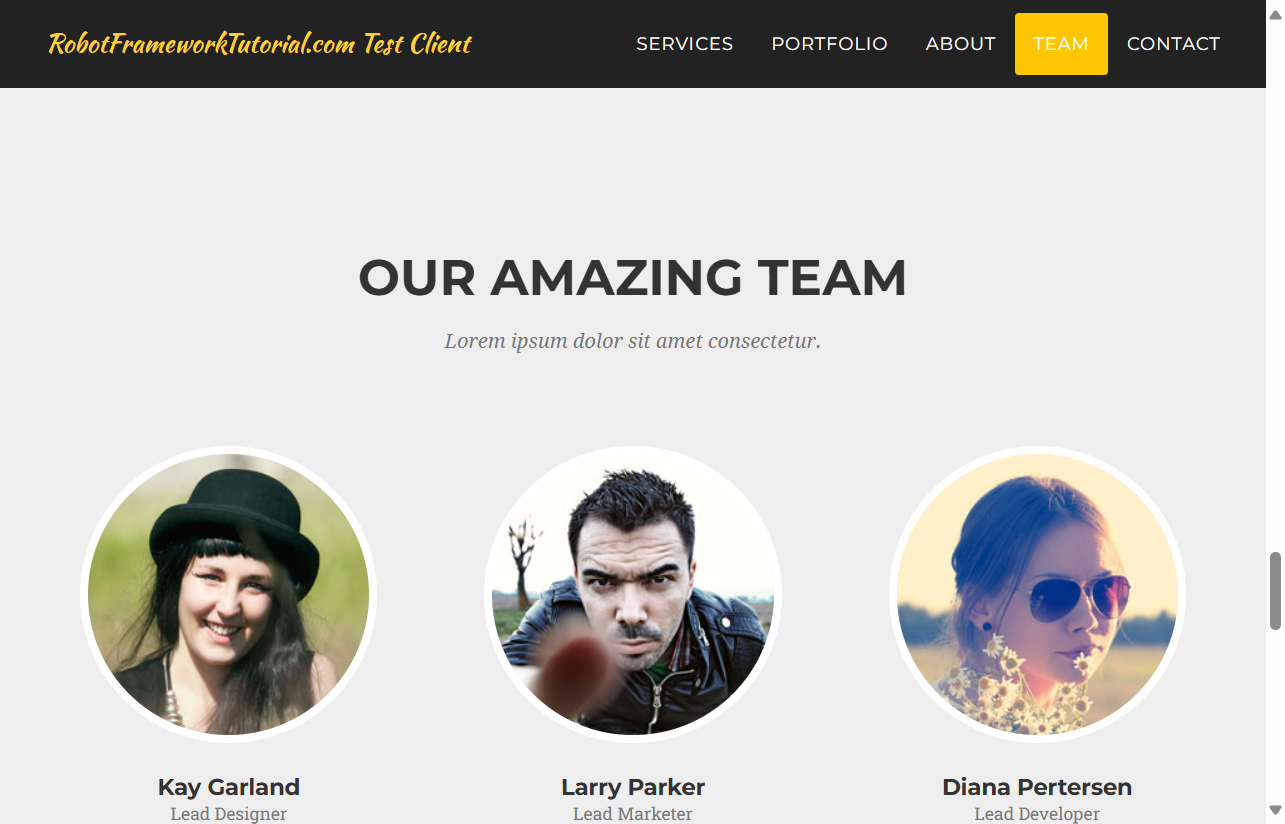 RobotFrameworkTutorial.com Test Client
SERVICES PORTFOLIO ABOUT TEAM CONTACT
OUR AMAZING TEAM
Lorem ipsum dolor sit amet consectetur.
Kay Garland
Lead Designer
Larry Parker
Lead Marketer
Diana Pertersen
Lead Developer